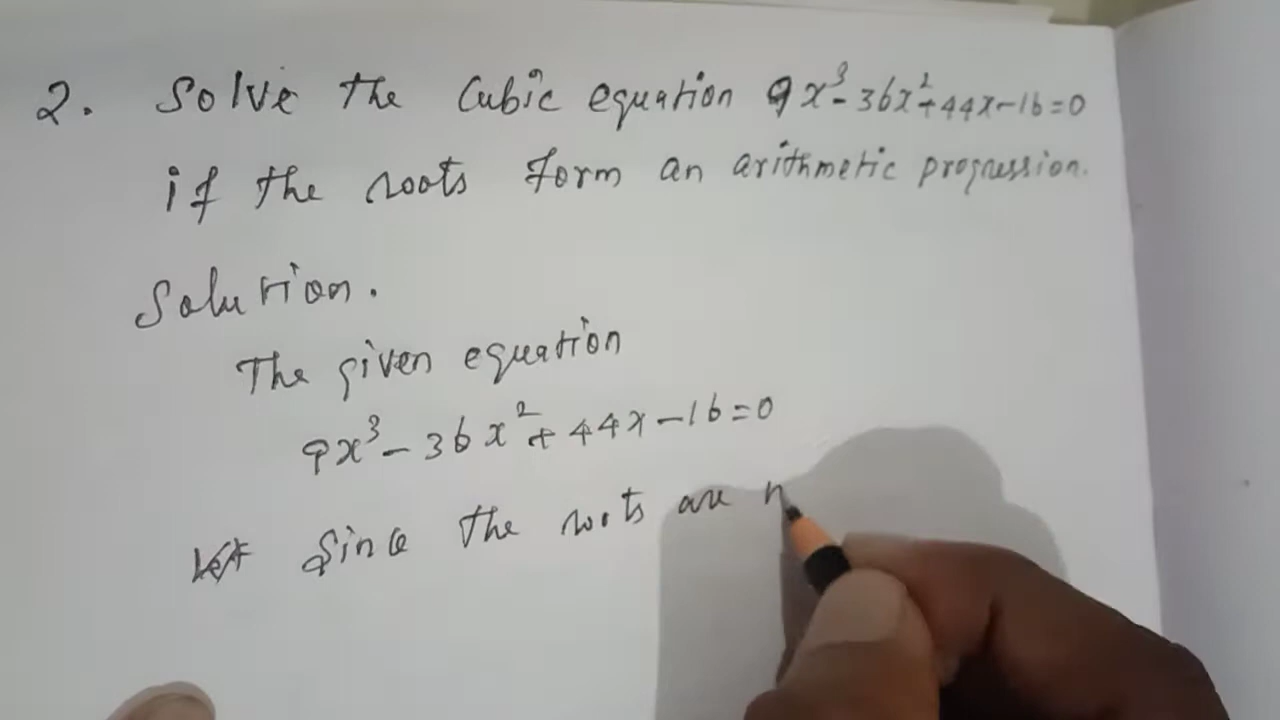 2. Solve the Cubic equation 9x³-36x²+44x-16=0
if the roots form an arithmetic progression.
Solution.
The given equation
9x³-36x²+44x-16=0
Since the roots are